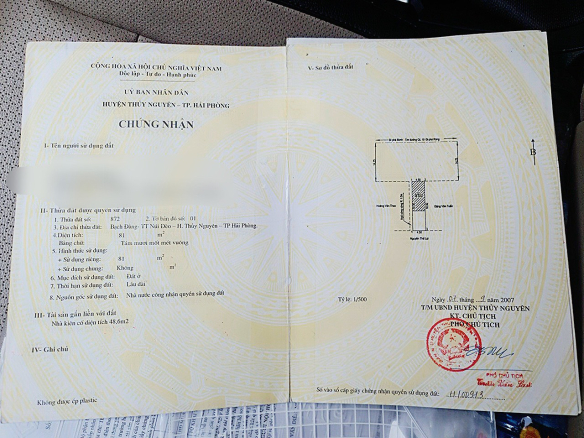 CỘNG HÒA XÃ HỘI CHỦ NGHĨA VIỆT NAM
Độc lập - Tự do - Hạnh phúc
UỶ BAN NHÂN DÂN
HUYỆN THỦY NGUYÊN - TP. HẢI PHÒNG
CHỨNG NHẬN
I- Tên người sử dụng đất
II- Thửa đất được quyền sử dụng
1. Thửa đất số: 872 2. Tờ bản đồ số: 01
3. Địa chỉ thửa đất: Bạch Đằng- TT Núi Đèo - H. Thủy Nguyên - TP Hải Phòng.
4. Diện tích: 81 m2
Bằng chữ: Tám mươi mốt mét vuông
5. Hình thức sử dụng:
+ Sử dụng riêng: 81 m2
+ Sử dụng chung: Không m2
6. Mục đích sử dụng đất: Đất ở
7. Thời hạn sử dụng đất: Lâu dài
8. Nguồn gốc sử dụng đất: Nhà nước công nhận quyền sử dụng đất
III- Tài sản gắn liền với đất
Nhà kiên cố diện tích 48,6m2
IV- Ghi chú
Không được ép plastic
V- Sơ đồ thửa đất
B
Tỷ lệ: 1/500
Ngày tháng năm 2007
T/M UBND HUYỆN THỦY NGUYÊN
KT. CHỦ TỊCH
PHÓ CHỦ TỊCH
PHÓ CHỦ TỊCH
Số vào sổ cấp giấy chứng nhận quyền sử dụng đất: H/00913